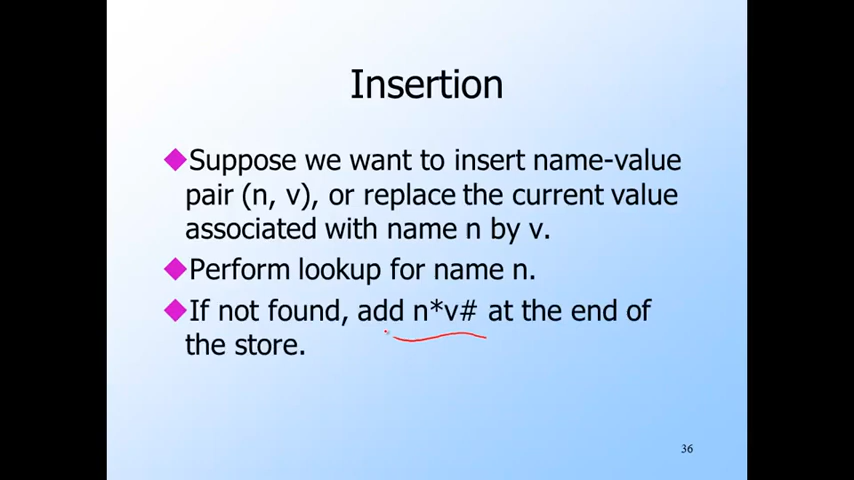 Insertion
Suppose we want to insert name-value
pair (n, v), or replace the current value
associated with name n by v.
Perform lookup for name n.
If not found, add n*v# at the end of
the store.
36